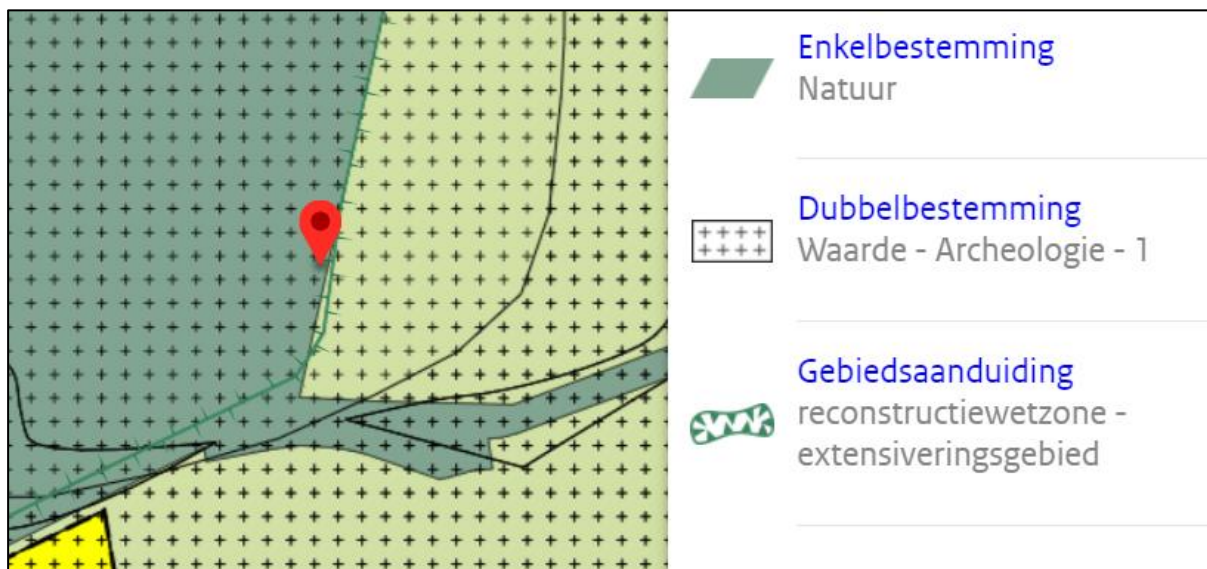 Enkelbestemming
Natuur
Dubbelbestemming
Waarde - Archeologie - 1
Gebiedsaanduiding
reconstructiewetzone -
extensiveringsgebied